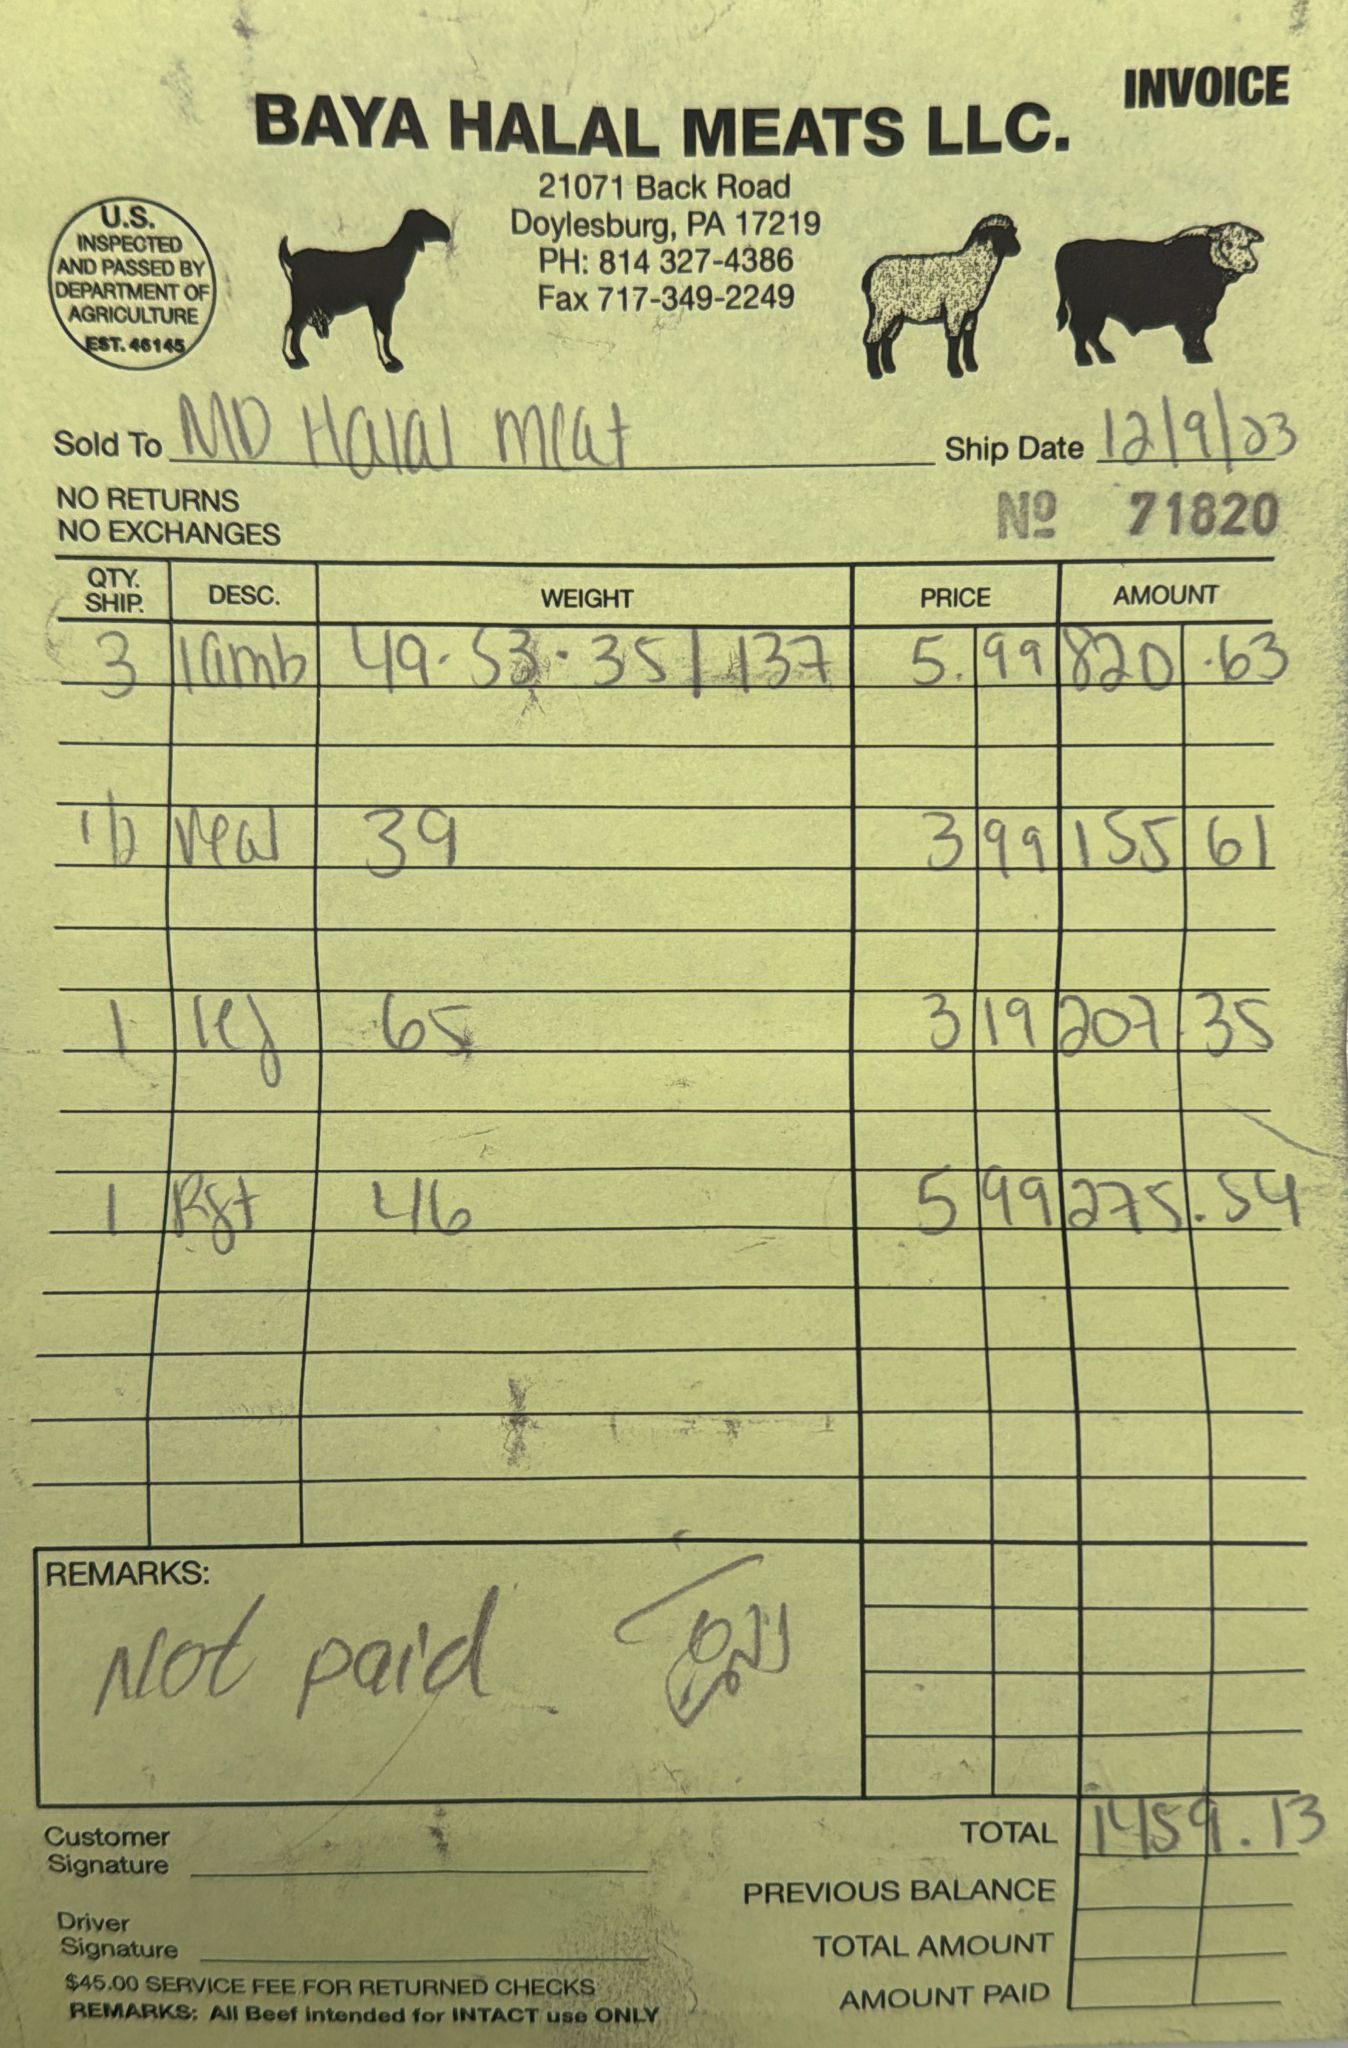 INVOICE
BAYA HALAL MEATS LLC.
21071 Back Road
Doylesburg, PA 17219
PH: 814 327-4386
Fax 717-349-2249
U.S.
INSPECTED
AND PASSED BY
DEPARTMENT OF
AGRICULTURE
EST. 46145
Sold To MD Halal meat Ship Date 12/9/23
NO RETURNS
NO EXCHANGES
Nº 71820
QTY. SHIP. DESC. WEIGHT PRICE AMOUNT
3 lamb 49.53.35 | 137 5.99 820.63
1/2 veal 39 3 99 155 61
1 leg 65 3 19 207.35
1 46 5 99 275.54
REMARKS:
Not paid
TOTAL 1459.13
PREVIOUS BALANCE
TOTAL AMOUNT
AMOUNT PAID
Customer
Signature
Driver
Signature
$45.00 SERVICE FEE FOR RETURNED CHECKS
REMARKS: All Beef intended for INTACT use ONLY